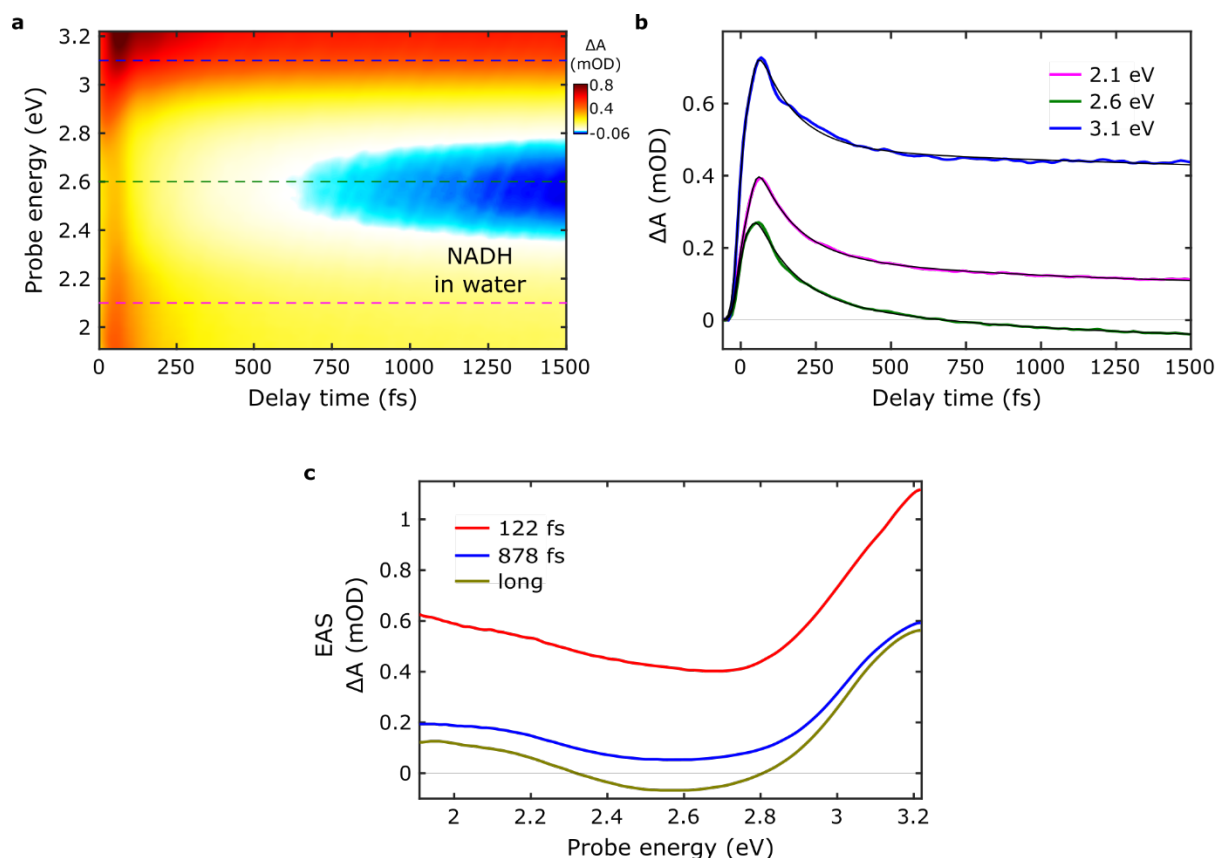 a
3.2
3
2.8
2.6
2.4
2.2
2
Probe energy (eV)
ΔA
(mOD)
0.8
0.4
-0.06
NADH
in water
0
250
500
750
1000
1250
1500
Delay time (fs)
b
0.6
0.4
0.2
0
ΔA (mOD)
2.1 eV
2.6 eV
3.1 eV
0
250
500
750
1000
1250
1500
Delay time (fs)
c
1
0.8
0.6
0.4
0.2
0
EAS
ΔA (mOD)
122 fs
878 fs
long
2
2.2
2.4
2.6
2.8
3
3.2
Probe energy (eV)